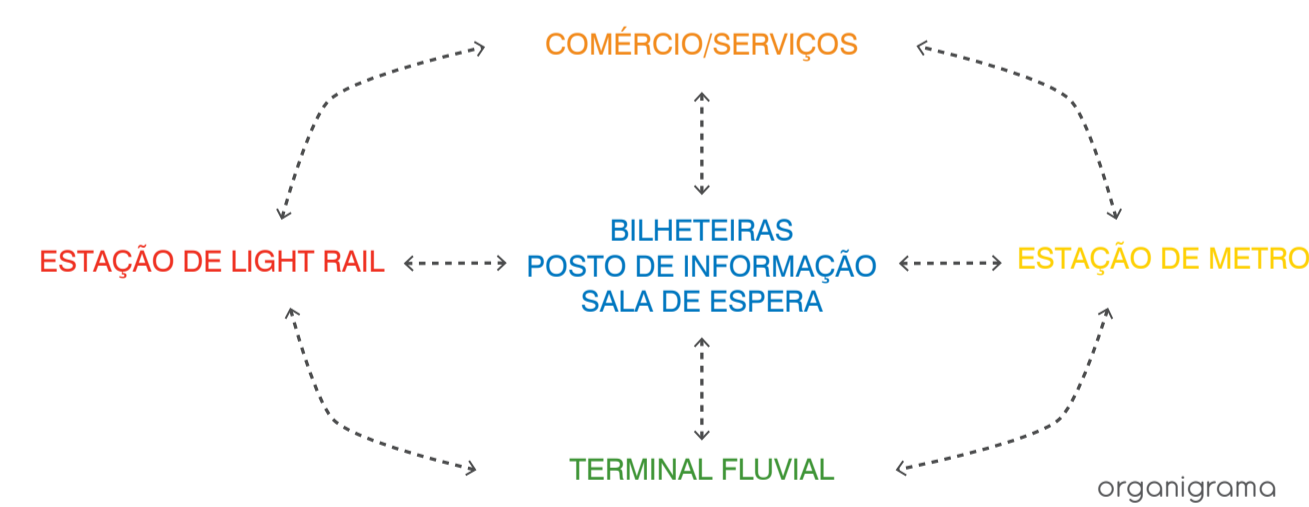 COMÉRCIO/SERVIÇOS
BILHETEIRAS
POSTO DE INFORMAÇÃO
SALA DE ESPERA
ESTAÇÃO DE LIGHT RAIL
ESTAÇÃO DE METRO
TERMINAL FLUVIAL
organigrama